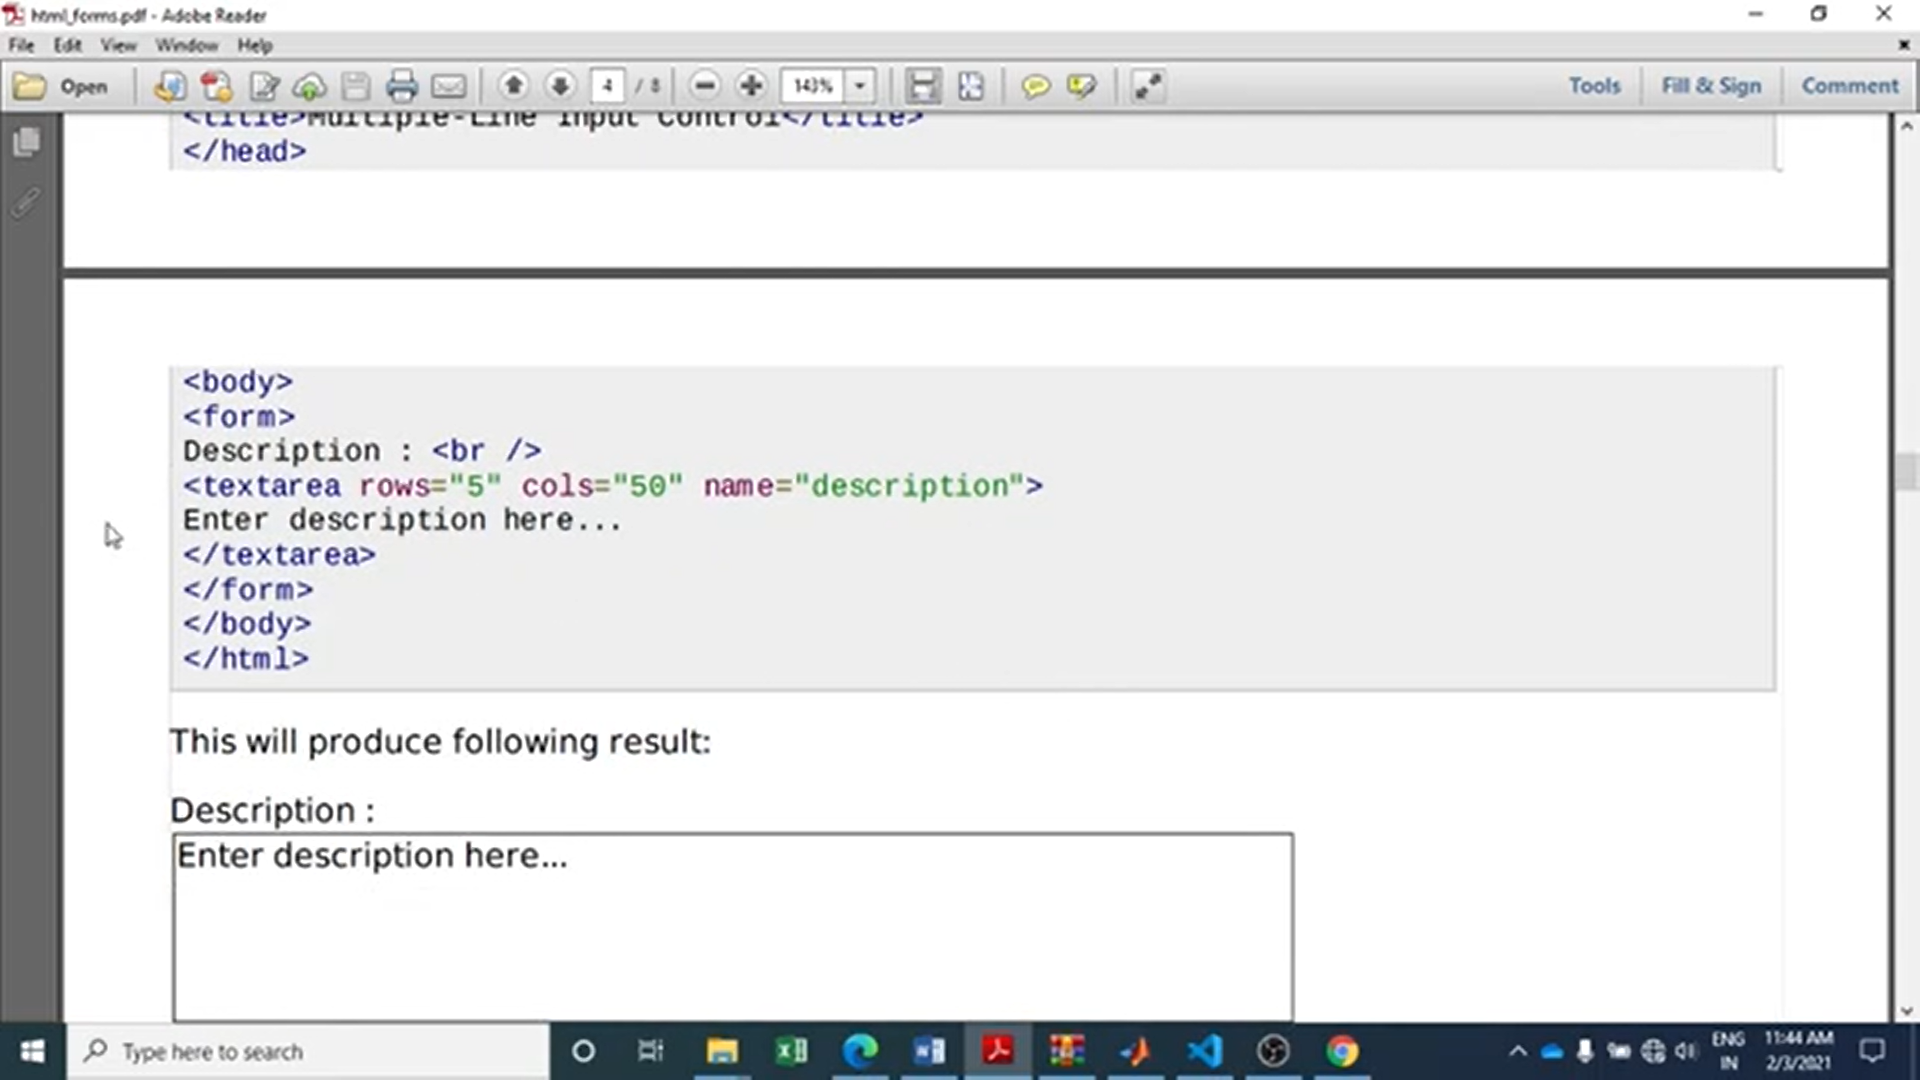 html_forms.pdf - Adobe Reader
File Edit View Window Help
Open 4 / 8 143% Tools Fill & Sign Comment
<title>Multiple-Line Input Control</title>
</head>
<body>
<form>
Description : <br />
<textarea rows="5" cols="50" name="description">
Enter description here...
</textarea>
</form>
</body>
</html>
This will produce following result:
Description :
Enter description here...
Type here to search
ENG
IN
11:44 AM
2/3/2021